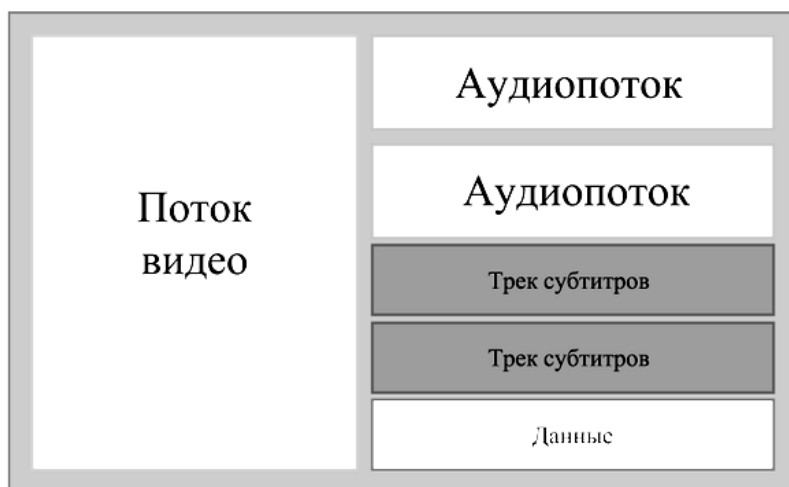 Поток
видео
Аудиопоток
Аудиопоток
Трек субтитров
Трек субтитров
Данные